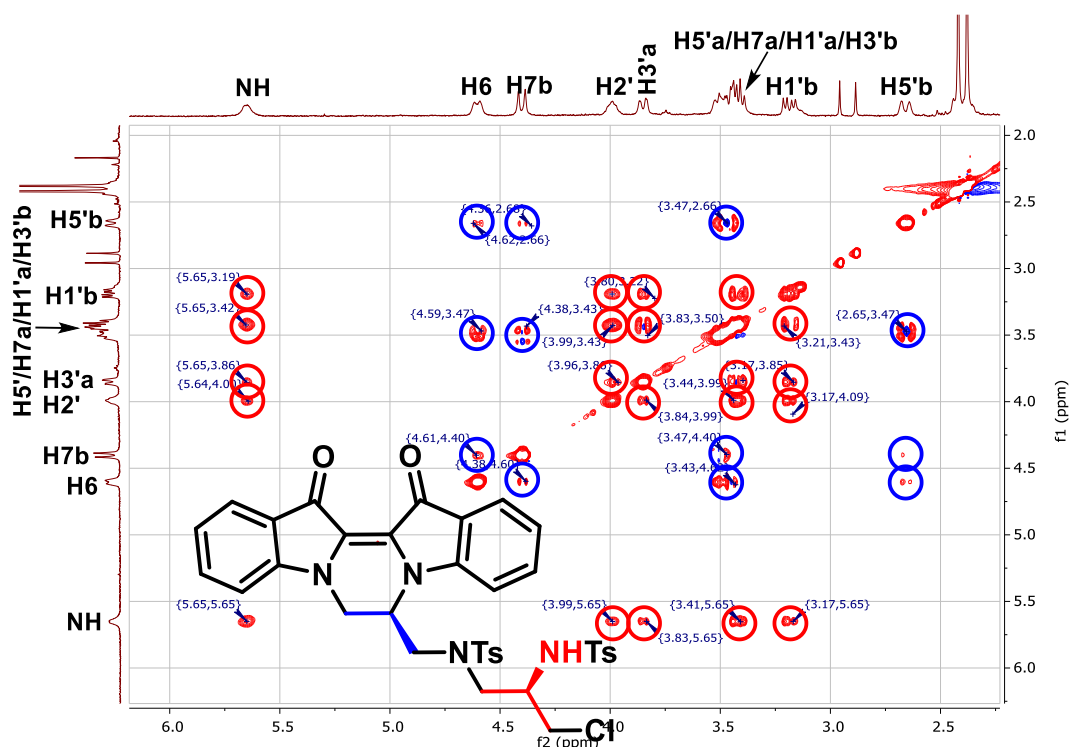 H5'a/H7a/H1'a/H3'b
NH
H6
H7b
H2'
H3'a
H1'b
H5'b
H5'b
H1'b
H5'/H7a/H1'a/H3'b
H3'a
H2'
H7b
H6
NH
2.0
2.5
3.0
3.5
4.0
4.5
5.0
5.5
6.0
f1 (ppm)
{4.62,2.66}
{3.47,2.66}
{5.65,3.19}
{5.65,3.42}
{4.59,3.47}
{4.38,3.43}
{3.99,3.43}
{3.83,3.50}
{3.21,3.43}
{2.65,3.47}
{5.65,3.86}
{3.17,3.85}
{3.44,3.99}
{3.84,3.99}
{3.17,4.09}
{4.61,4.40}
{3.47,4.40}
{5.65,5.65}
{3.99,5.65}
{3.83,5.65}
{3.41,5.65}
{3.17,5.65}
O
O
N
N
NTs
NHTs
Cl
6.0
5.5
5.0
4.5
4.0
3.5
3.0
2.5
f2 (ppm)